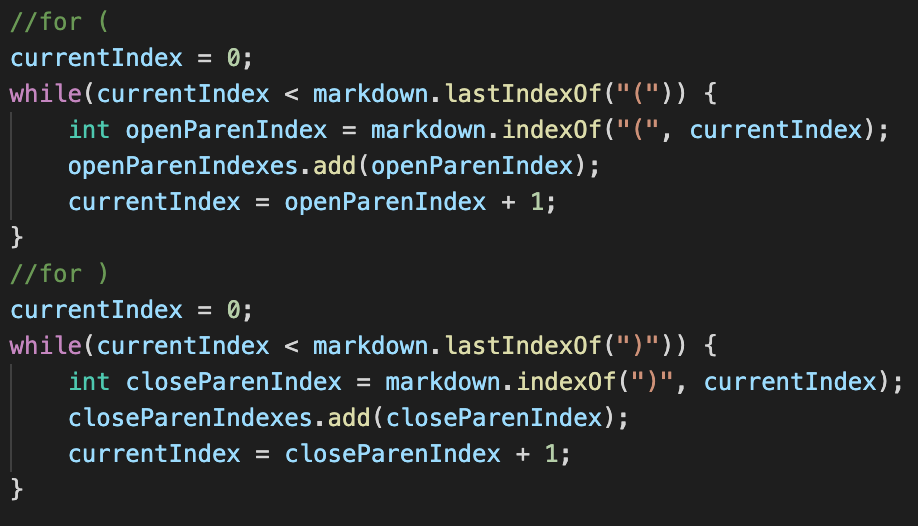 //for (
currentIndex = 0;
while(currentIndex < markdown.lastIndexOf("(")) {
    int openParenIndex = markdown.indexOf("(", currentIndex);
    openParenIndexes.add(openParenIndex);
    currentIndex = openParenIndex + 1;
}
//for )
currentIndex = 0;
while(currentIndex < markdown.lastIndexOf(")")) {
    int closeParenIndex = markdown.indexOf(")", currentIndex);
    closeParenIndexes.add(closeParenIndex);
    currentIndex = closeParenIndex + 1;
}